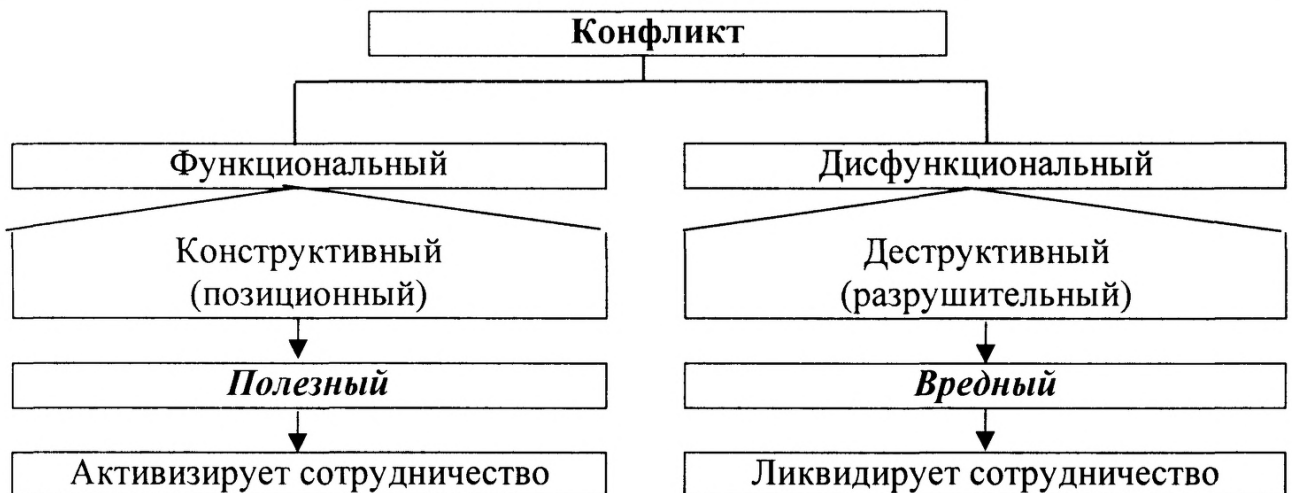 Конфликт
Функциональный
Дисфункциональный
Конструктивный
(позиционный)
Деструктивный
(разрушительный)
Полезный
Вредный
Активизирует сотрудничество
Ликвидирует сотрудничество